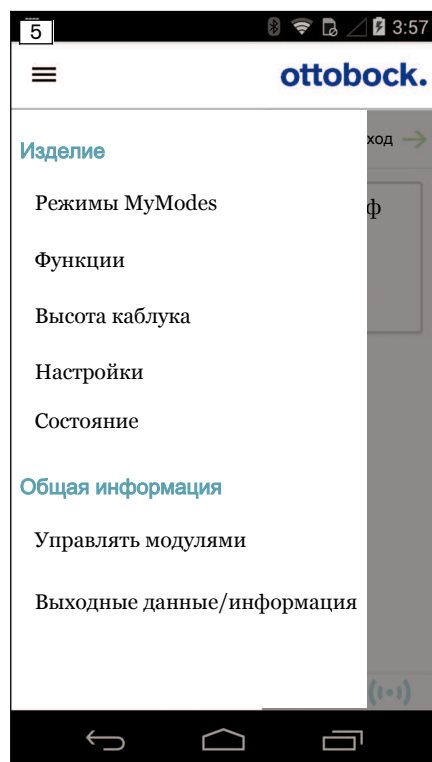 5
3:57
ottobock.
Изделие
ход
Режимы MyModes
ф
Функции
Высота каблука
Настройки
Состояние
Общая информация
Управлять модулями
Выходные данные/информация